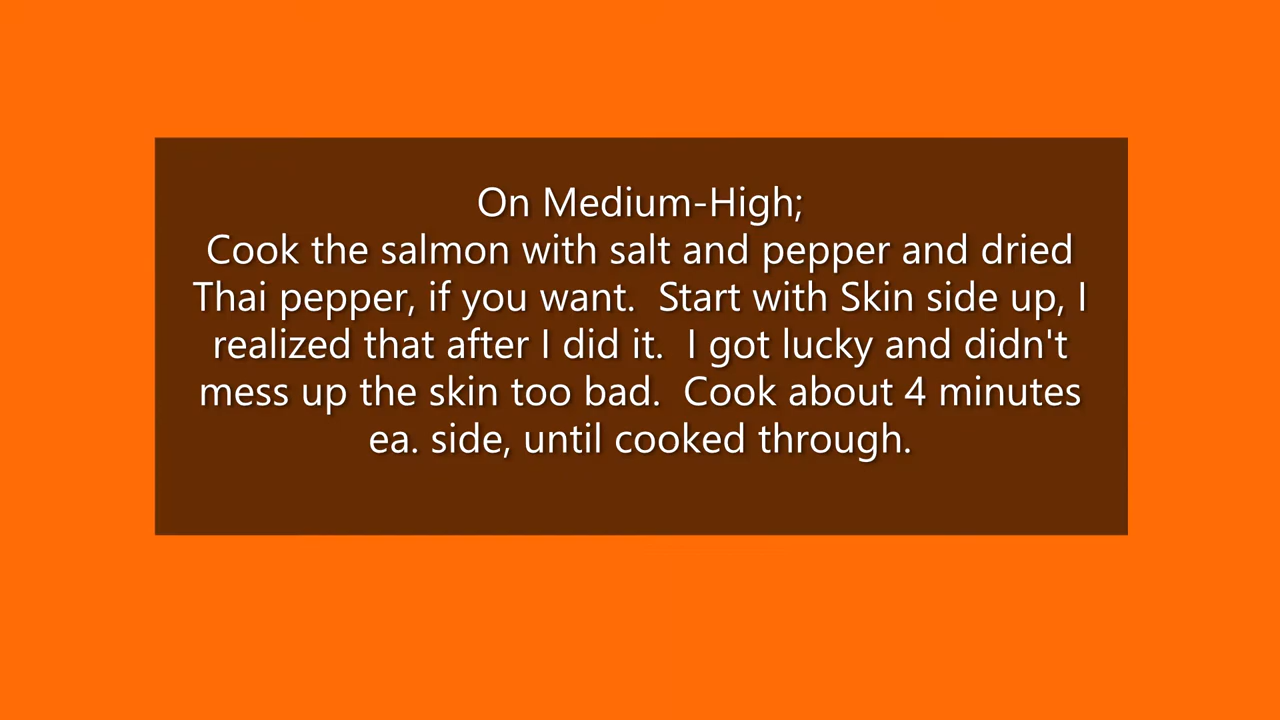 On Medium-High;
Cook the salmon with salt and pepper and dried
Thai pepper, if you want.  Start with Skin side up, I
realized that after I did it.  I got lucky and didn't
mess up the skin too bad.  Cook about 4 minutes
ea. side, until cooked through.